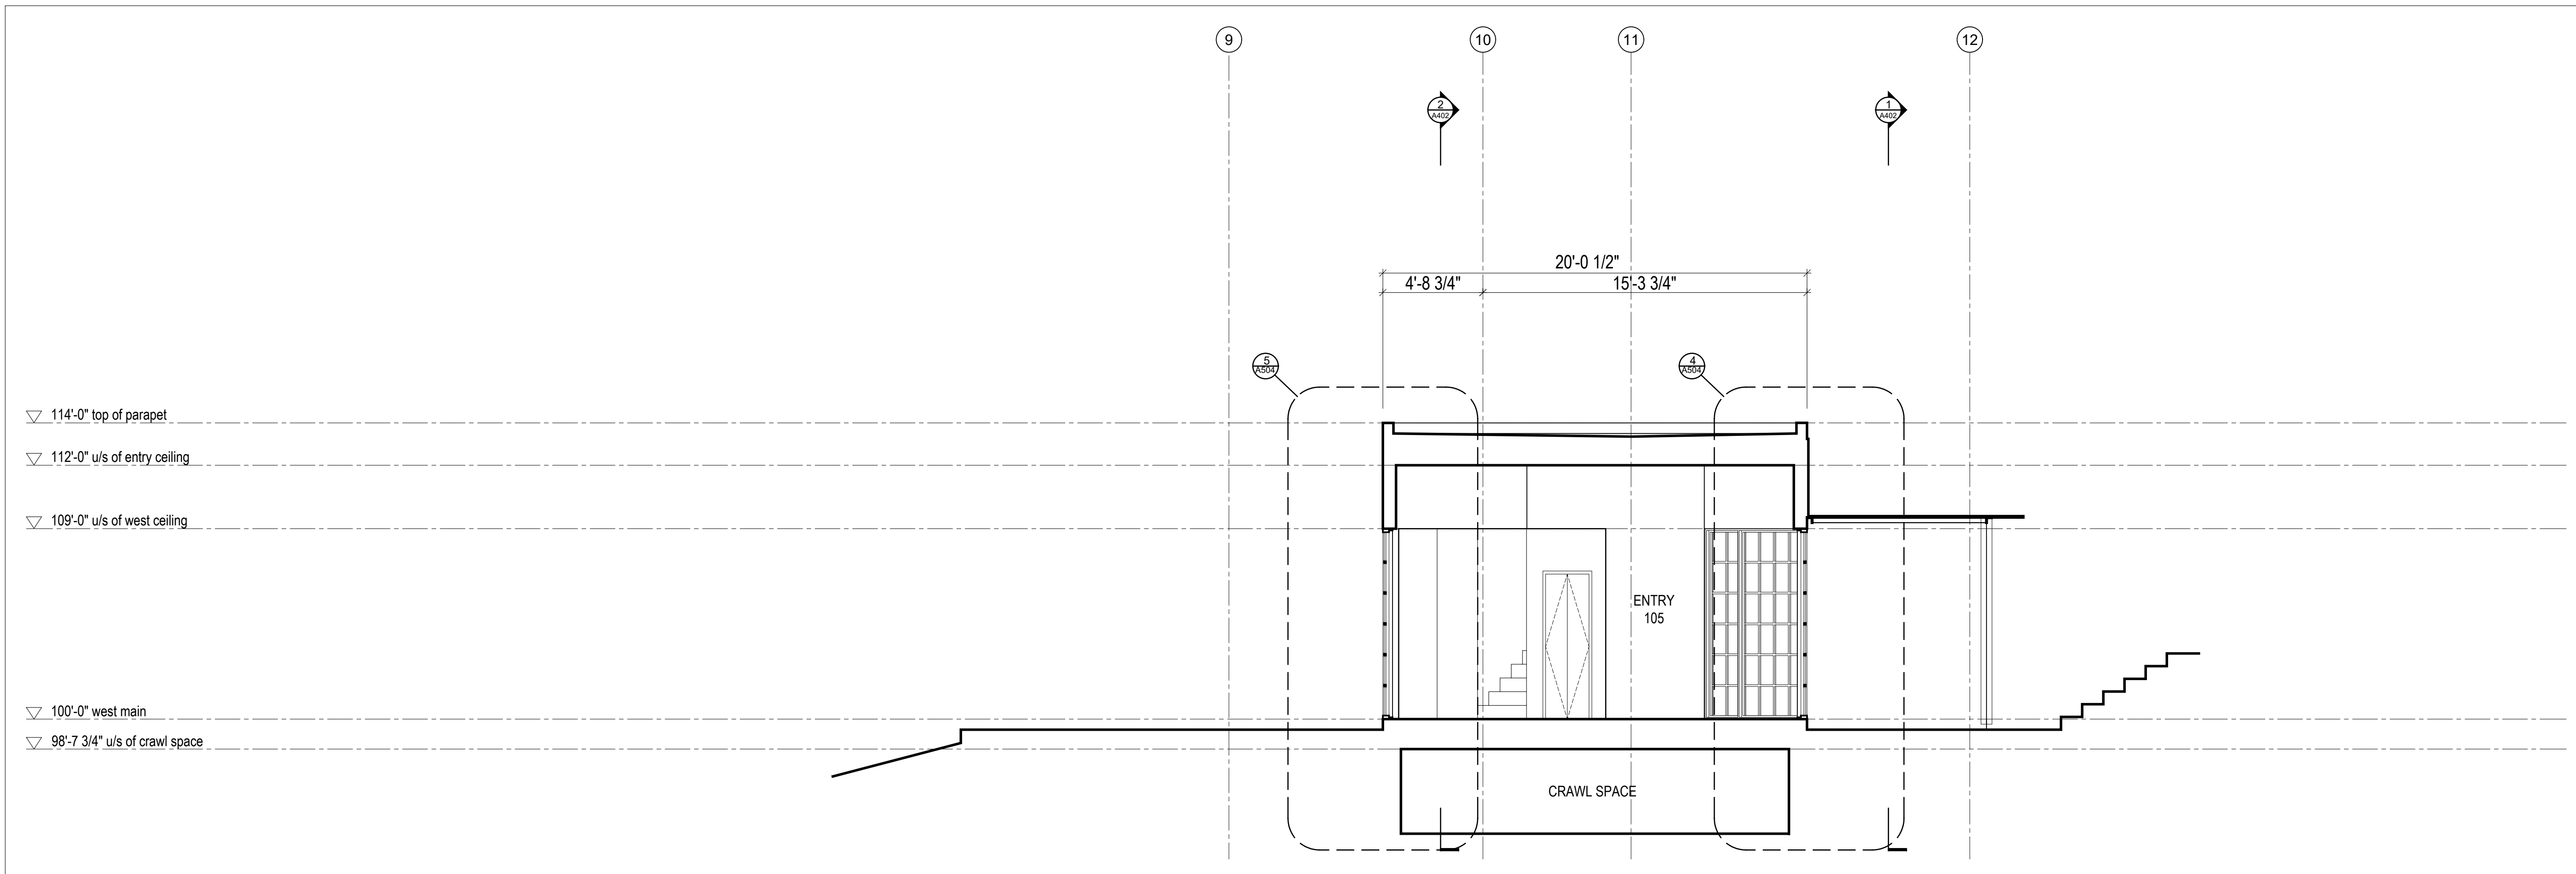 9
10
11
12
2
A402
1
A402
20'-0 1/2"
4'-8 3/4"
15'-3 3/4"
5
A504
4
A504
114'-0" top of parapet
112'-0" u/s of entry ceiling
109'-0" u/s of west ceiling
ENTRY
105
100'-0" west main
98'-7 3/4" u/s of crawl space
CRAWL SPACE